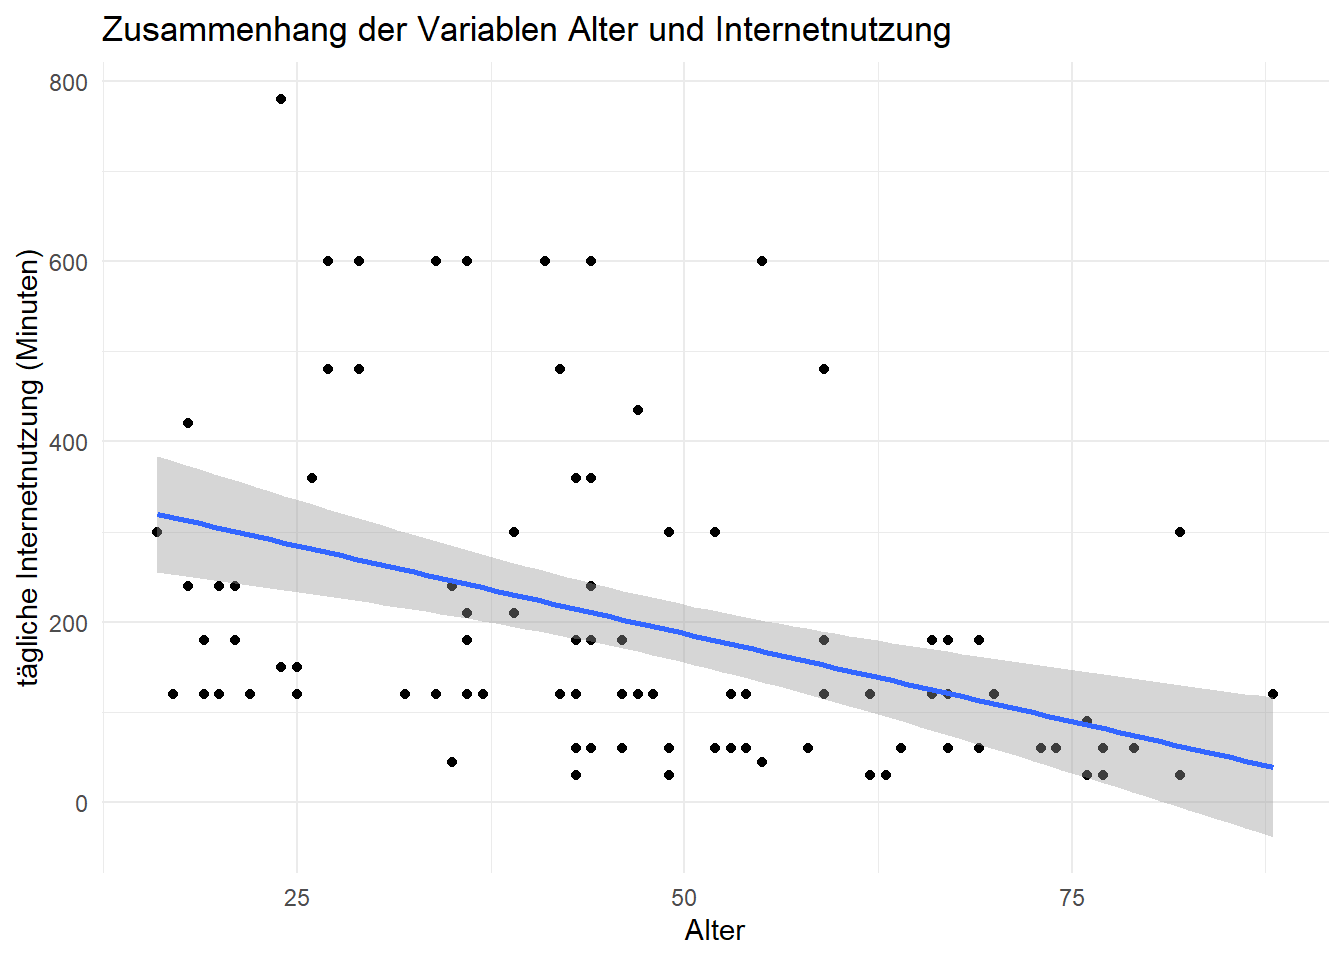 Zusammenhang der Variablen Alter und Internetnutzung
tägliche Internetnutzung (Minuten)
800
600
400
200
0
25
50
75
Alter